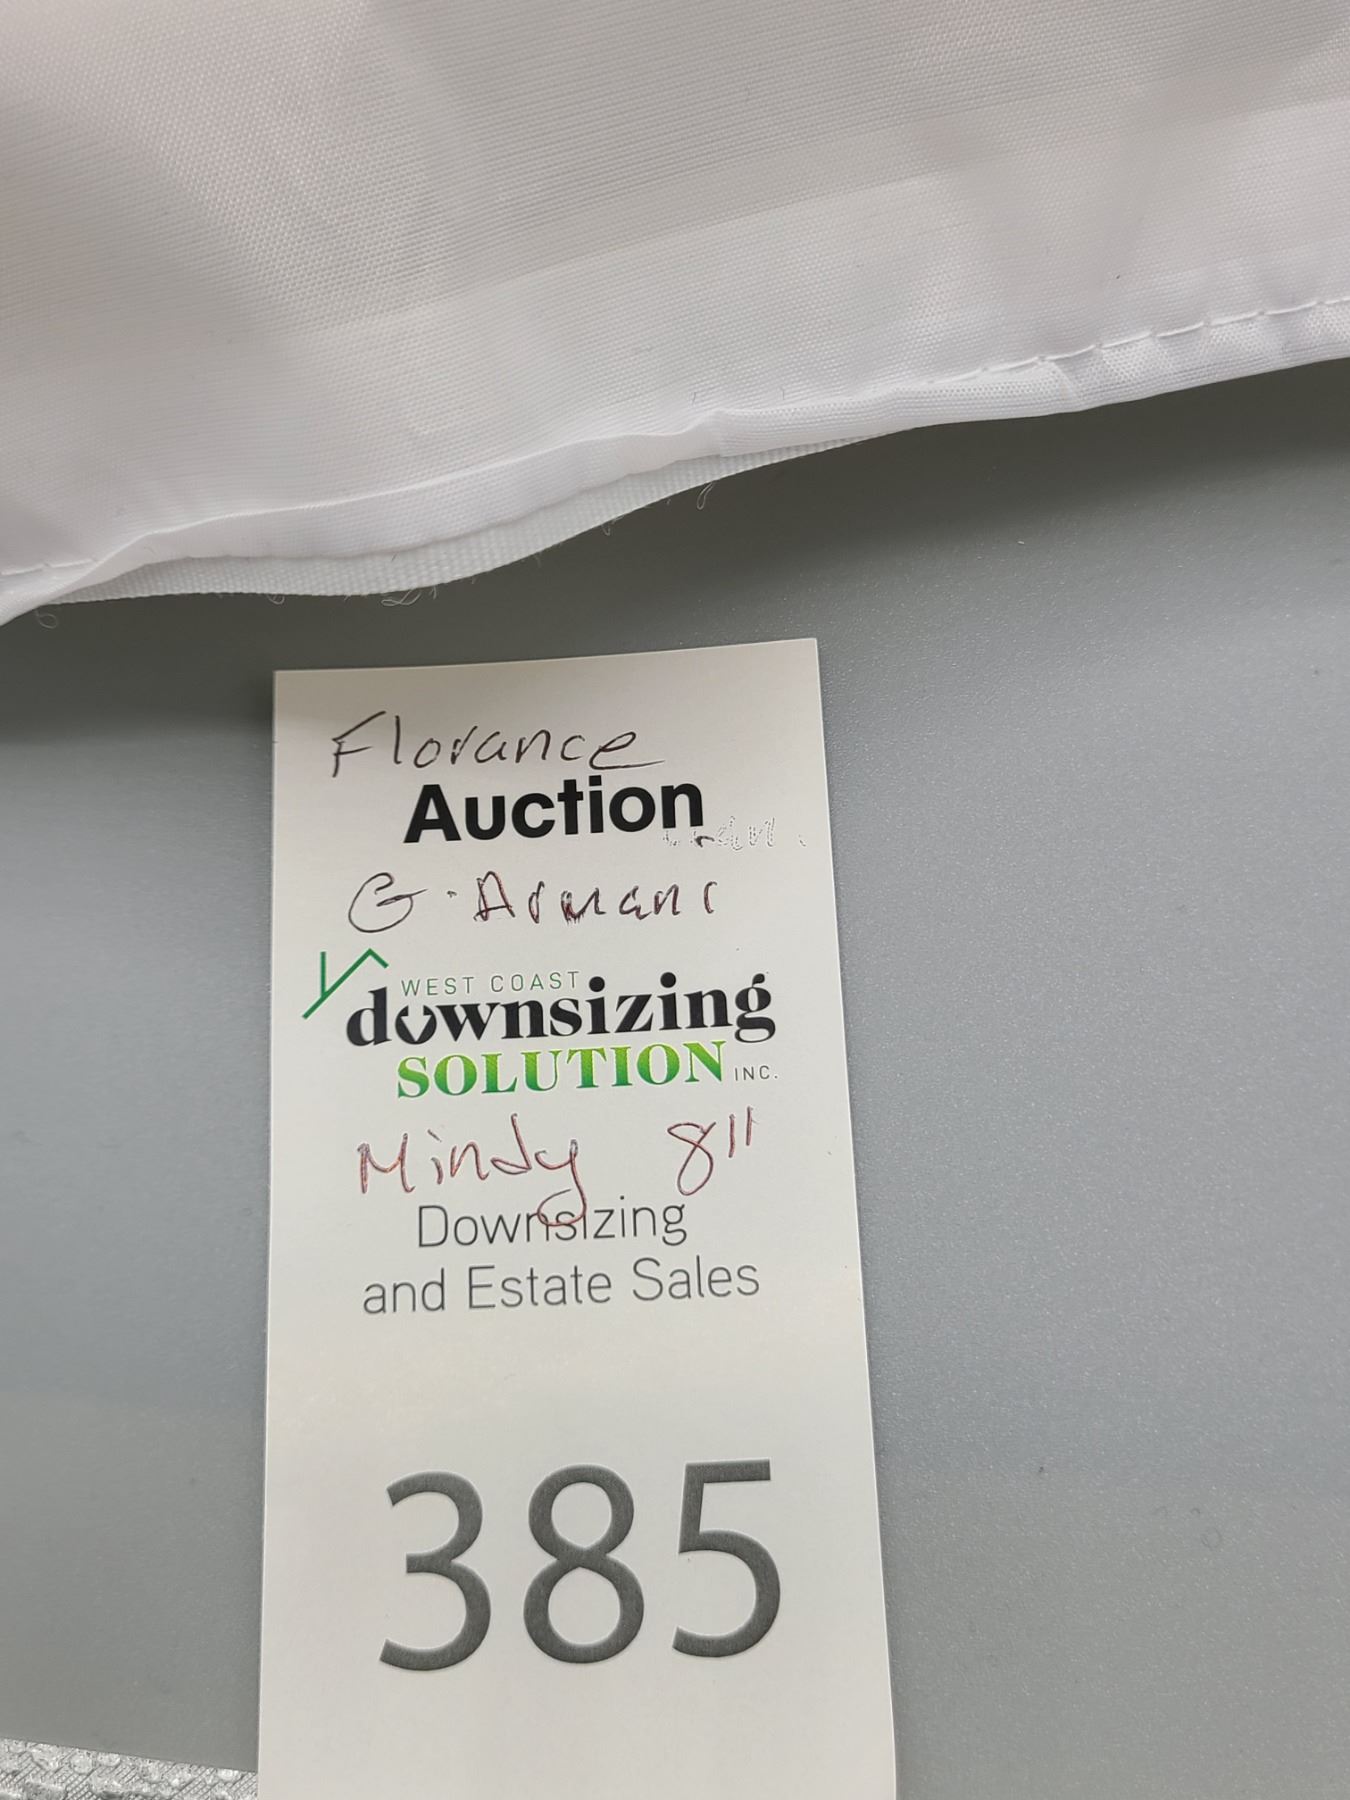 Florance
Auction
G. Armani
WEST COAST
downsizing
SOLUTION INC.
Mindy 8"
Downsizing
and Estate Sales
385